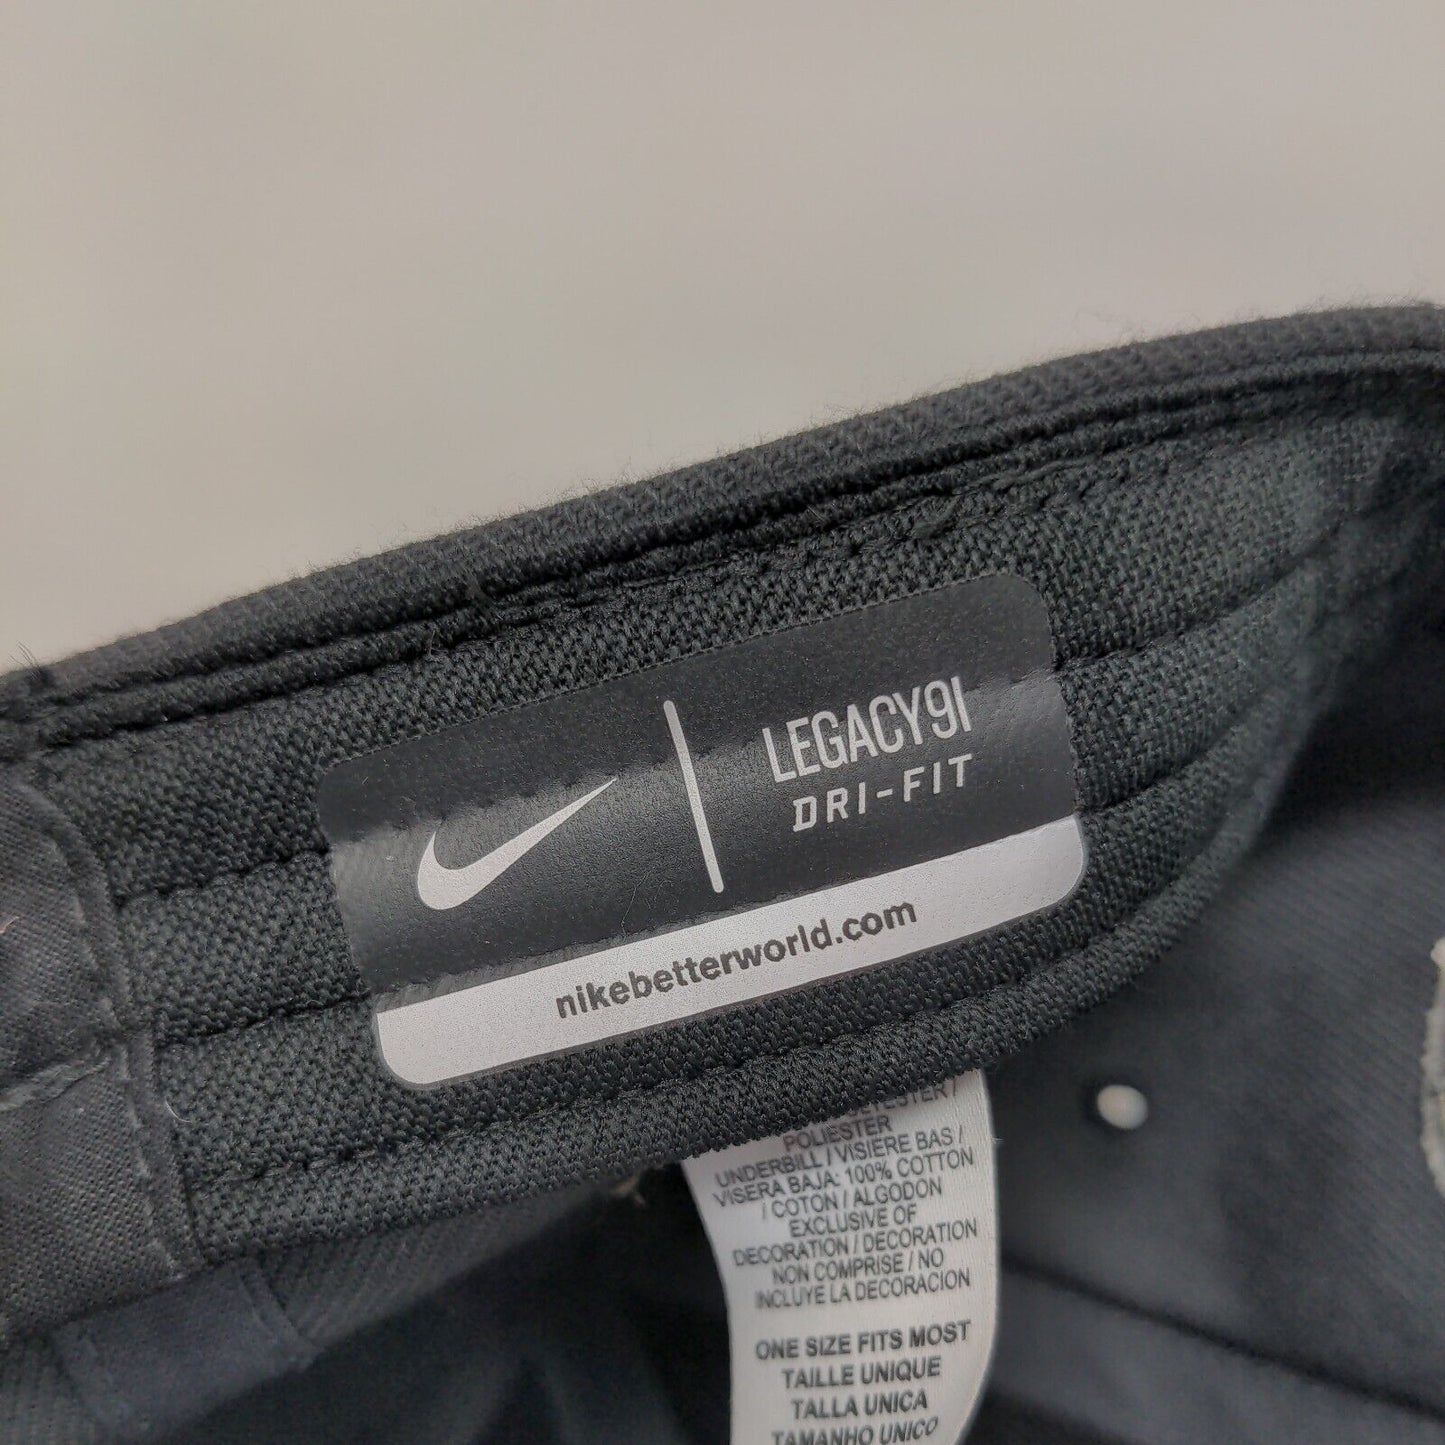 LEGACY91
DRI-FIT
nikebetterworld.com
POLIESTER
UNDERBILL / VISIERE BAS /
VISERA BAJA: 100% COTTON
/ COTON / ALGODON
EXCLUSIVE OF
DECORATION / DECORATION
NON COMPRISE / NO
INCLUYE LA DECORACION
ONE SIZE FITS MOST
TAILLE UNIQUE
TALLA UNICA
TAMANHO UNICO